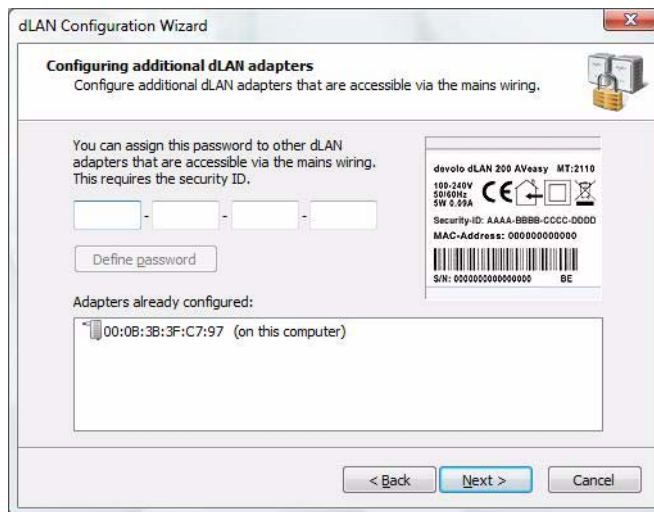 dLAN Configuration Wizard
Configuring additional dLAN adapters
Configure additional dLAN adapters that are accessible via the mains wiring.
You can assign this password to other dLAN
adapters that are accessible via the mains wiring.
This requires the security ID.
- - -
Define password
devolo dLAN 200 AVeasy MT:2110
100-240V
50/60Hz
5W 0.09A
CE
Security-ID: AAAA-BBBB-CCCC-DDDD
MAC-Address: 000000000000
S/N: 0000000000000000 BE
Adapters already configured:
00:0B:3B:3F:C7:97 (on this computer)
< Back
Next >
Cancel